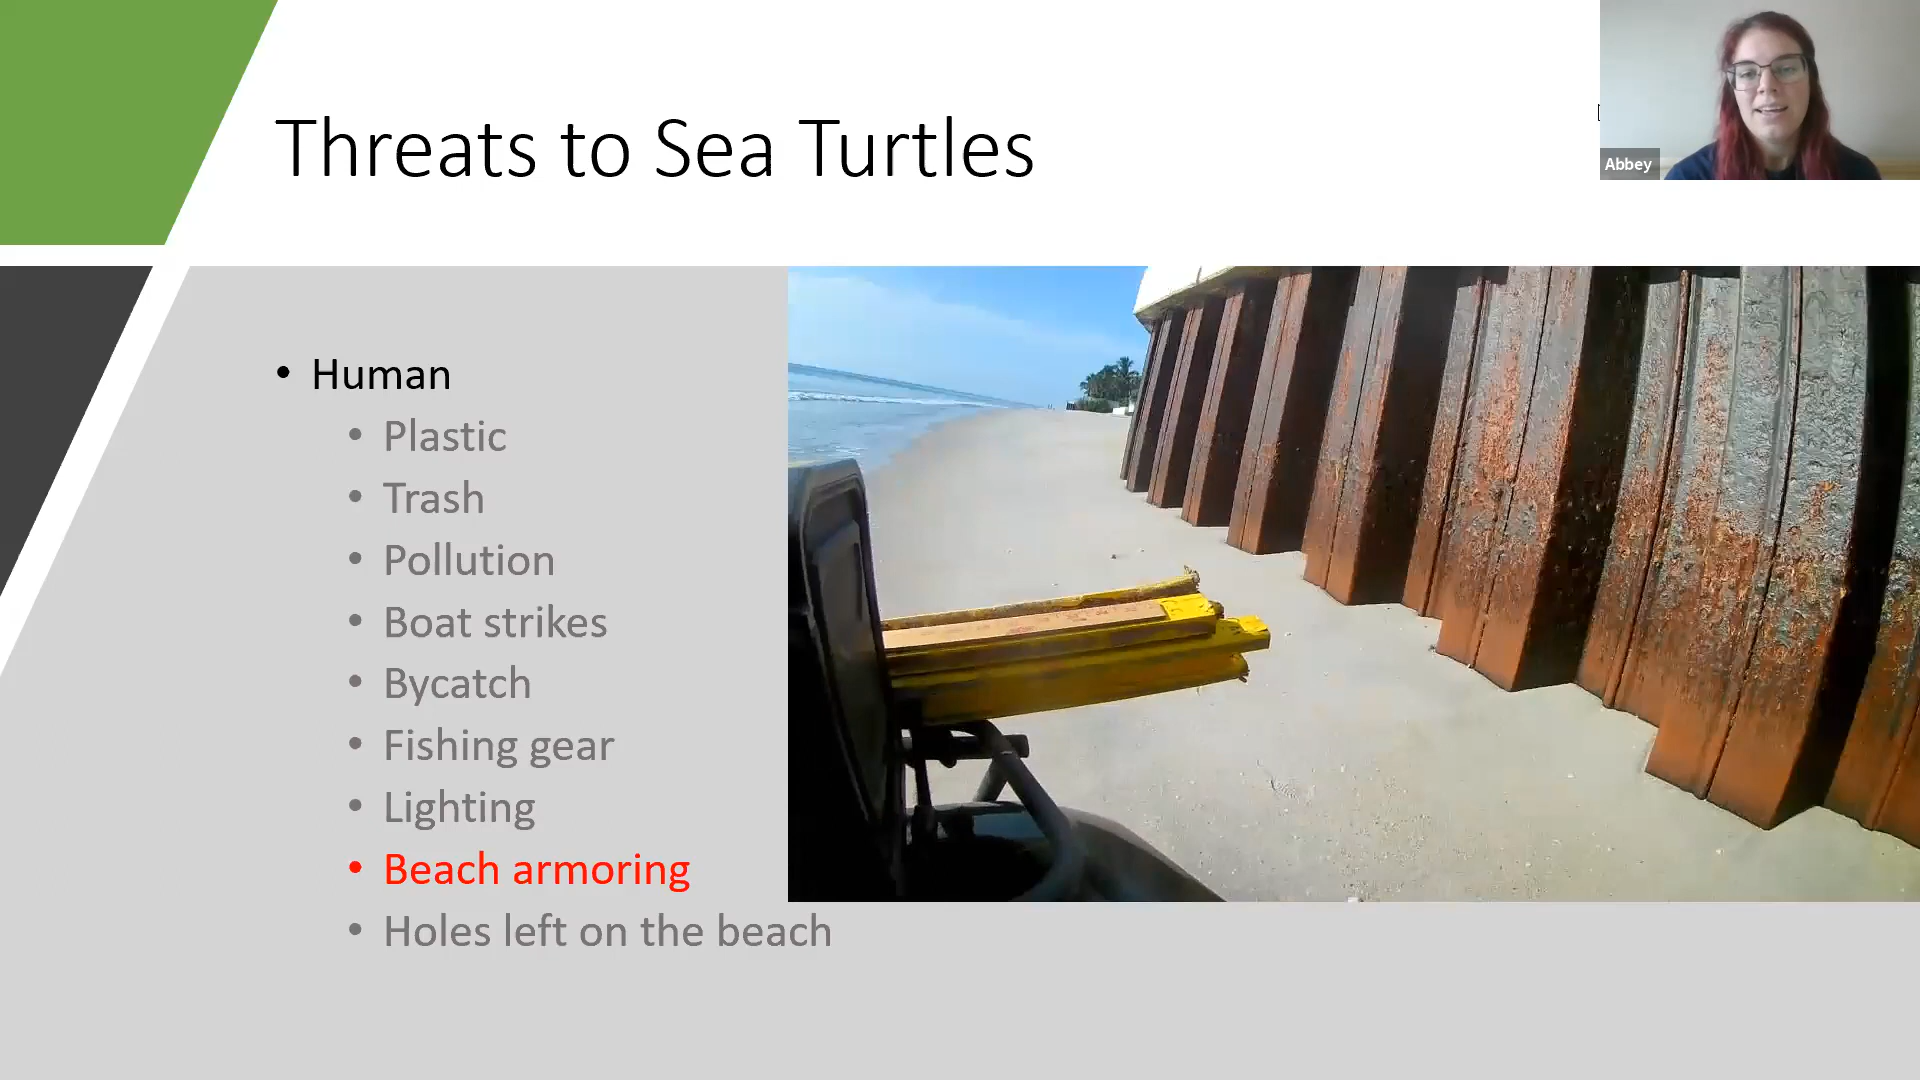 Threats to Sea Turtles
Abbey
• Human
• Plastic
• Trash
• Pollution
• Boat strikes
• Bycatch
• Fishing gear
• Lighting
• Beach armoring
• Holes left on the beach